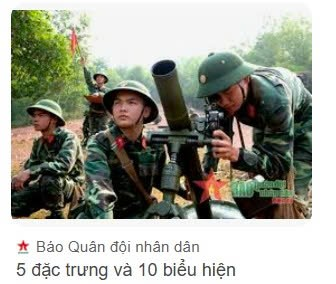 Báo Quân đội nhân dân
5 đặc trưng và 10 biểu hiện